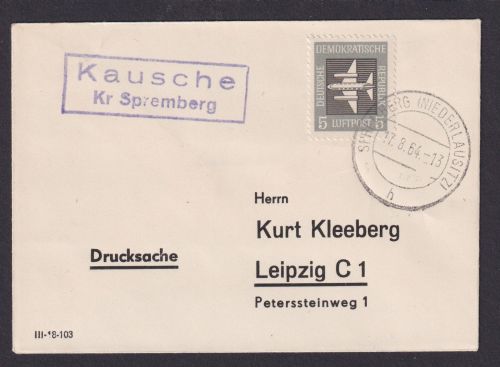 Kausche
Kr Spremberg
DEMOKRATISCHE
DEUTSCHE
REPUBLIK
5 LUFTPOST 5
SPREMBERG (NIEDERLAUSITZ)
17.8.64.-13
h
Herrn
Kurt Kleeberg
Drucksache
Leipzig C 1
Peterssteinweg 1
III-18-103